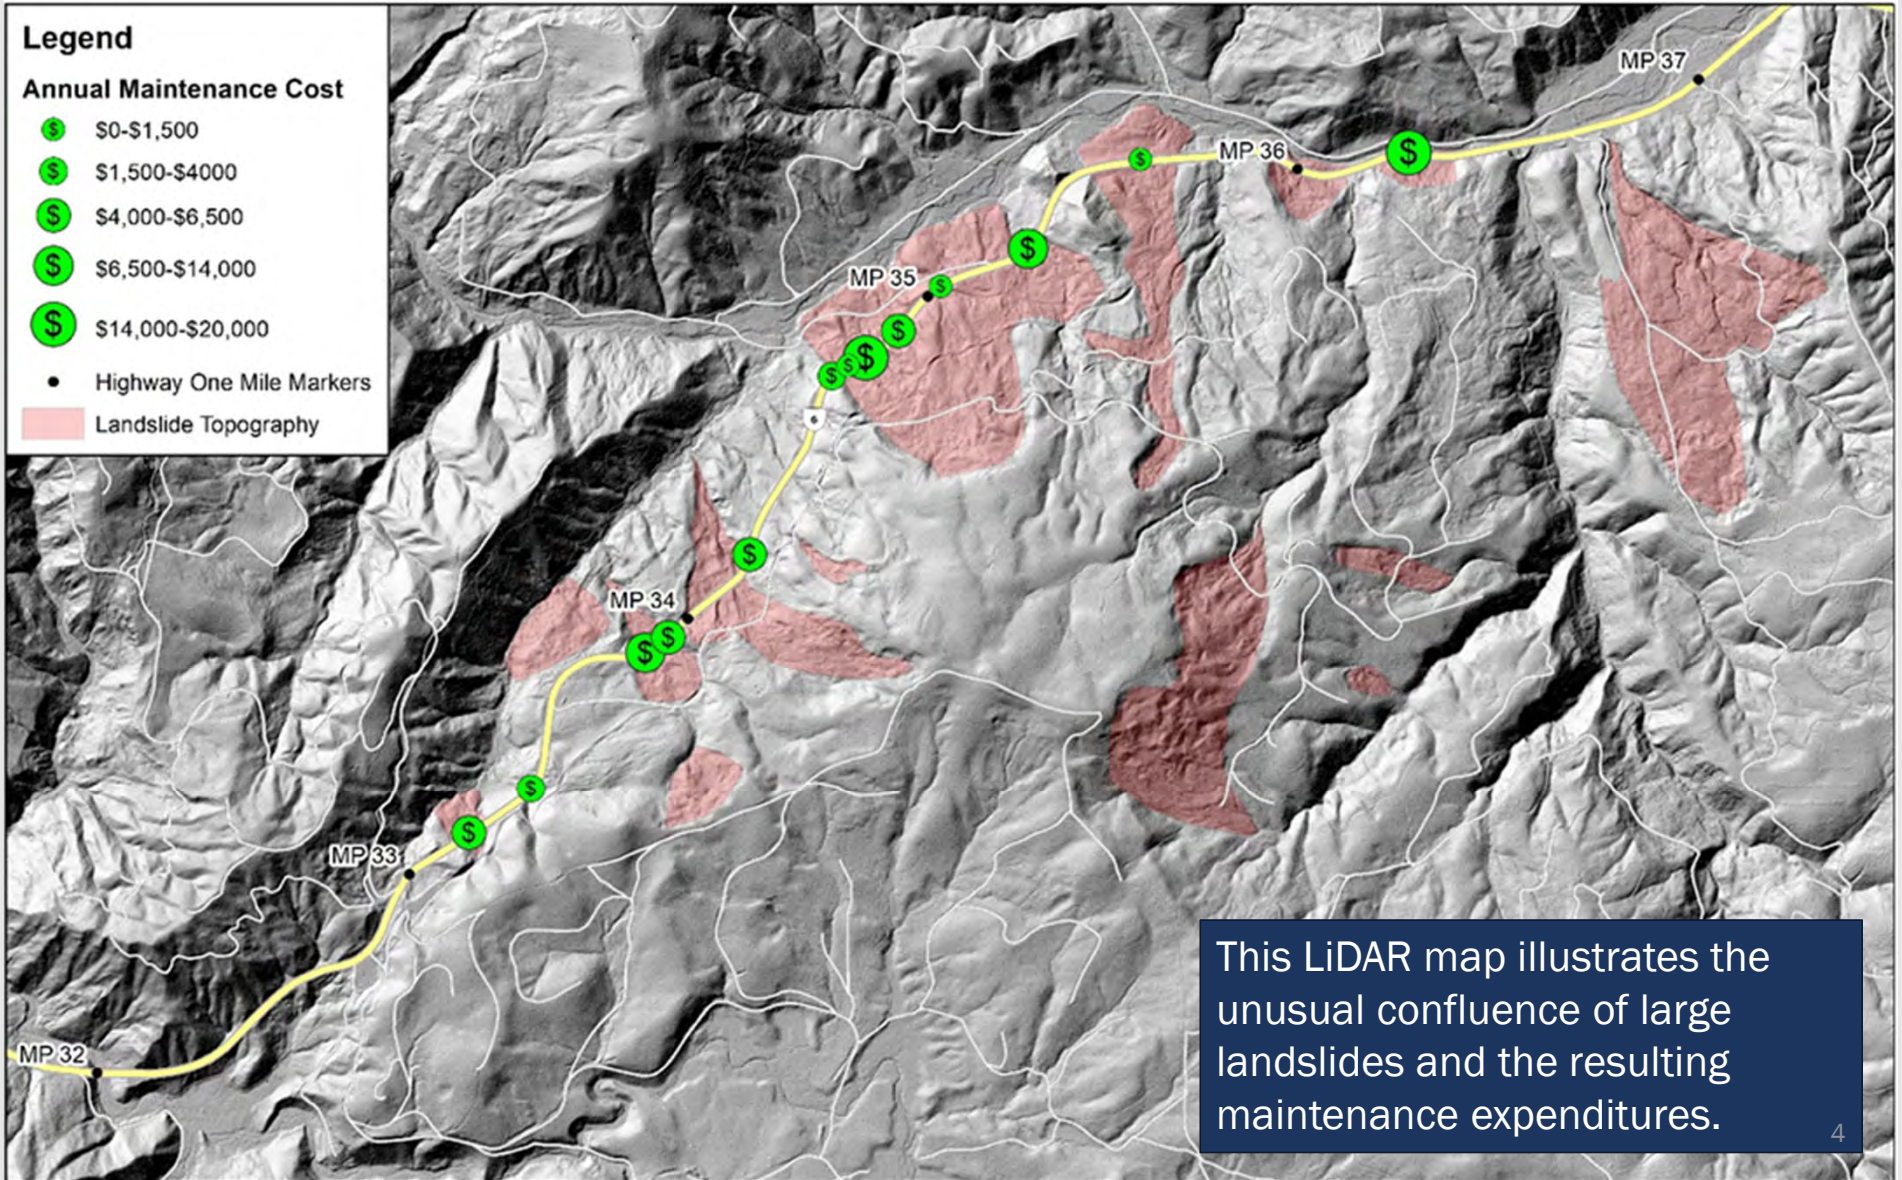 Legend
Annual Maintenance Cost
$ $0-$1,500
$ $1,500-$4000
$ $4,000-$6,500
$ $6,500-$14,000
$ $14,000-$20,000
Highway One Mile Markers
Landslide Topography
MP 37
MP 36
$
$
$
MP 35
$
$
$
$
$
6
$
MP 34
$
$
$
$
MP 33
MP 32
This LiDAR map illustrates the
unusual confluence of large
landslides and the resulting
maintenance expenditures.
4